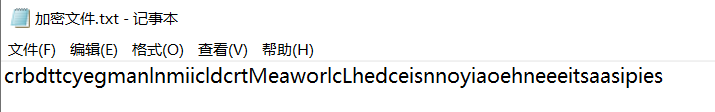 加密文件.txt - 记事本
文件(F) 编辑(E) 格式(O) 查看(V) 帮助(H)
crbdttcyegmanlnmiicldcrtMeaworlcLhedceisnnoyiaoehneeeitsaasipies